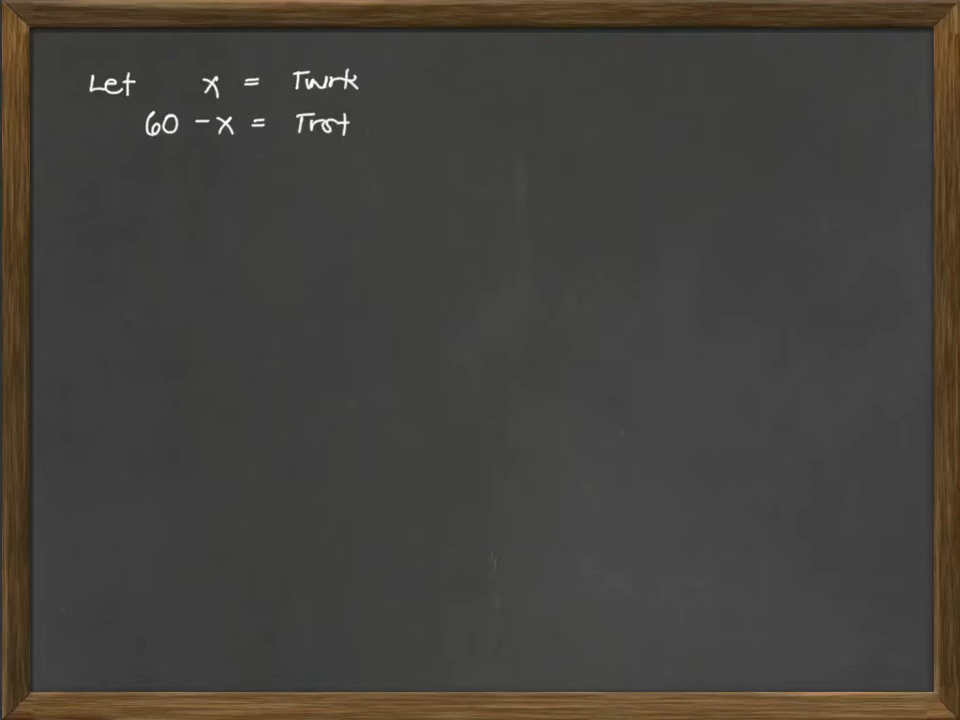 Let x = Twrk
60 - x = Trst